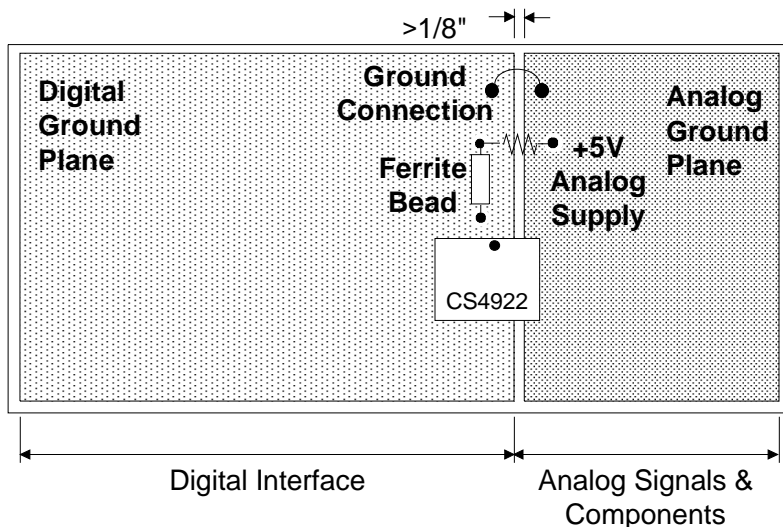 >1/8"
Digital
Ground
Plane
Ground
Connection
Analog
Ground
Plane
+5V
Analog
Supply
Ferrite
Bead
CS4922
Digital Interface
Analog Signals &
Components